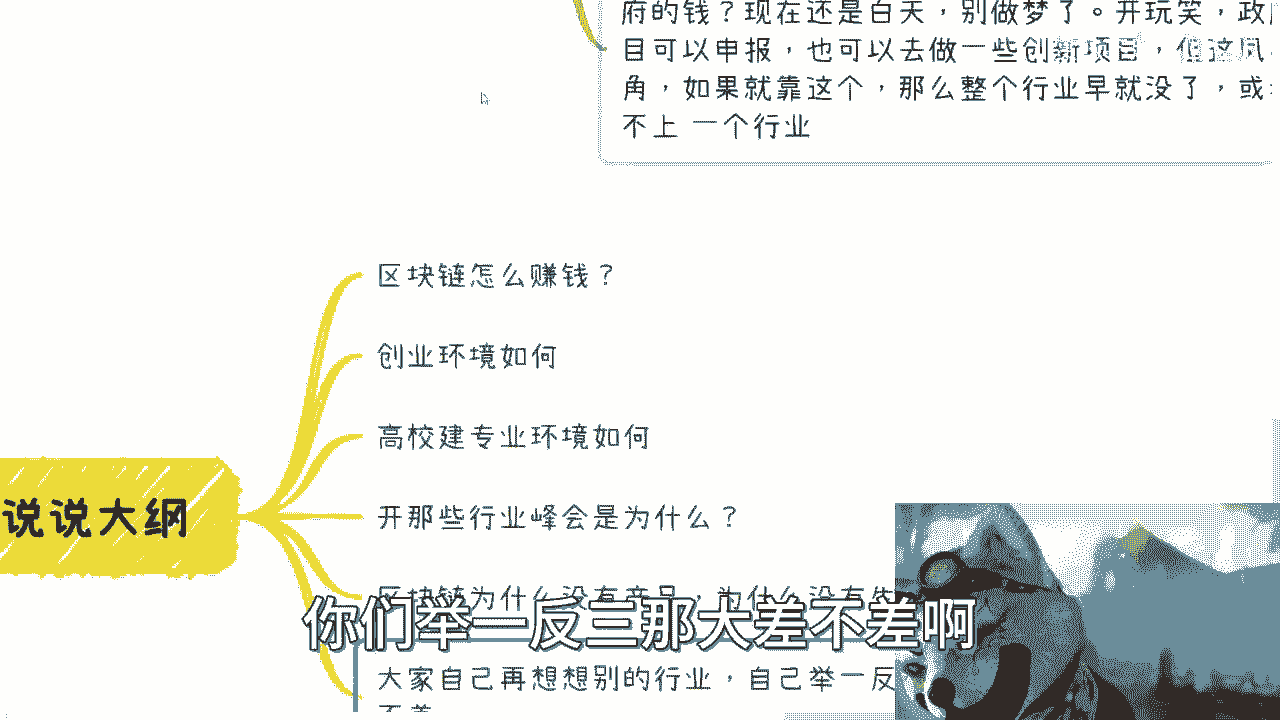 府的钱？现在还是白天，别做梦了。开玩笑，政
目可以申报，也可以去做一些创新项目，但这凤
角，如果就靠这个，那么整个行业早就没了，或
不上 一个行业
区块链怎么赚钱？
创业环境如何
高校建专业环境如何
说说大纲
开那些行业峰会是为什么？
区块链为什么没有产品，为什么没有
你们举一反三那大差不差啊
大家自己再想想别的行业，自己举一反
不差